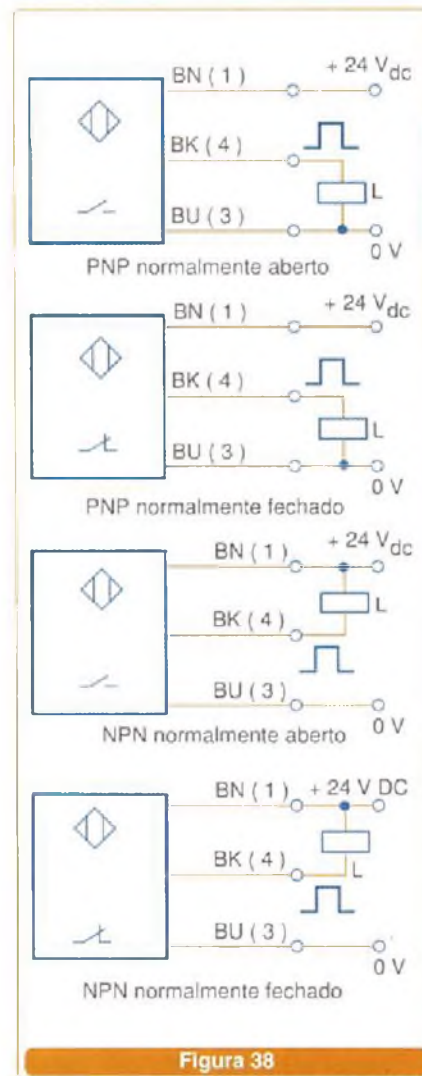 BN ( 1 ) + 24 Vdc
BK ( 4 )
L
BU ( 3 )
0 V
PNP normalmente aberto
BN ( 1 ) + 24 Vdc
BK ( 4 )
L
BU ( 3 )
0 V
PNP normalmente fechado
BN ( 1 ) + 24 Vdc
L
BK ( 4 )
BU ( 3 )
0 V
NPN normalmente aberto
BN ( 1 ) + 24 V DC
BK ( 4 )
L
BU ( 3 )
0 V
NPN normalmente fechado
Figura 38